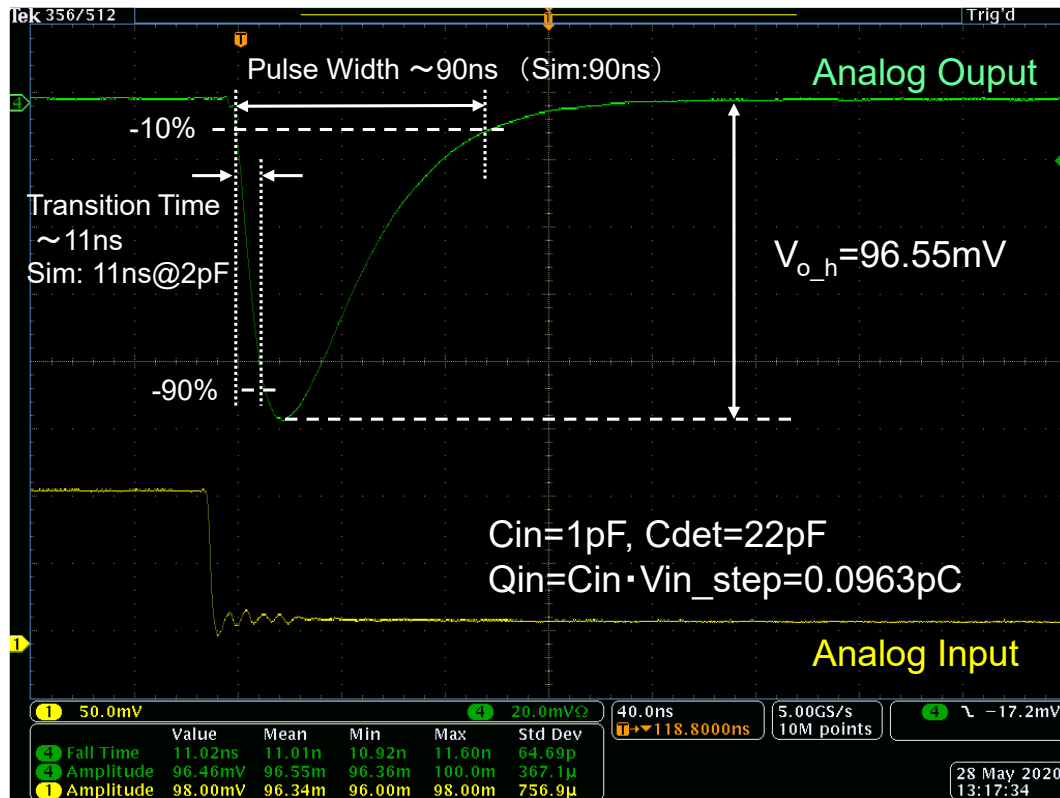 Tek 356/512 Trig'd
T T
Pulse Width ～90ns （Sim:90ns）
Analog Ouput
4
-10%
Transition Time
～11ns
Sim: 11ns@2pF
V_o_h=96.55mV
-90%
Cin=1pF, Cdet=22pF
Qin=Cin･Vin_step=0.0963pC
1
Analog Input
1 50.0mV 4 20.0mVΩ 40.0ns 5.00GS/s 4 -17.2mV
T→▼118.8000ns 10M points
Value Mean Min Max Std Dev
4 Fall Time 11.02ns 11.01n 10.92n 11.60n 64.69p
4 Amplitude 96.46mV 96.55m 96.36m 100.0m 367.1µ
1 Amplitude 98.00mV 96.34m 96.00m 98.00m 756.9µ
28 May 2020
13:17:34